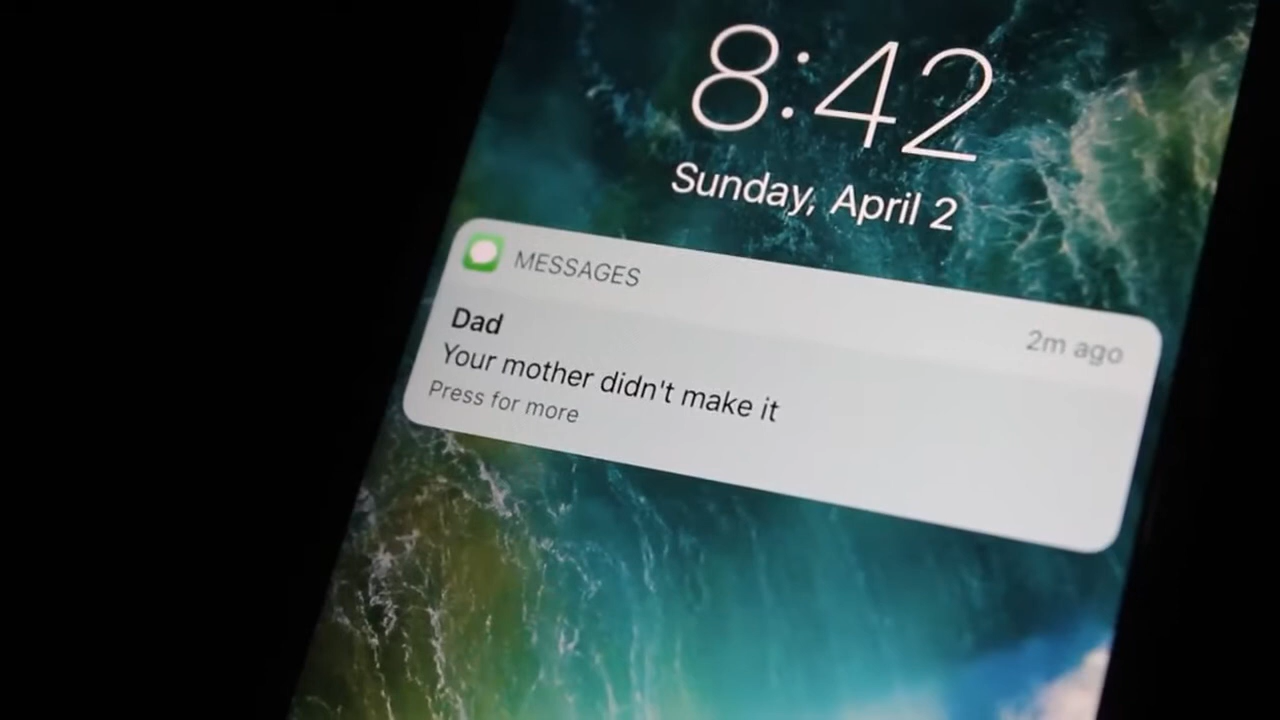 8:42
Sunday, April 2
MESSAGES
2m ago
Dad
Your mother didn't make it
Press for more